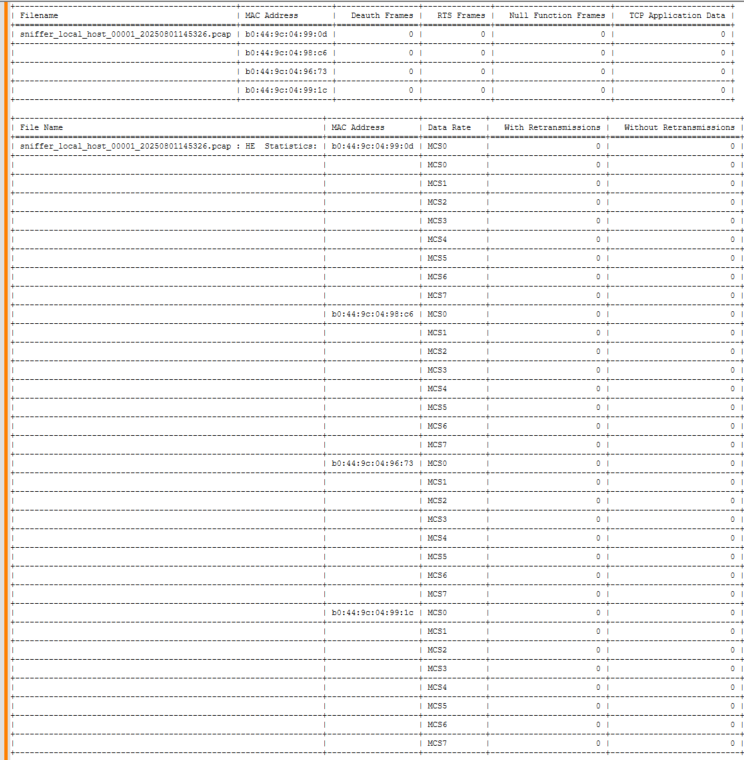 | Filename | MAC Address | Deauth Frames | RTS Frames | Null Function Frames | TCP Application Data |
| sniffer_local_host_00001_20250801145326.pcap | b0:44:9c:04:99:0d | 0 | 0 | 0 | 0 |
| | b0:44:9c:04:98:c6 | 0 | 0 | 0 | 0 |
| | b0:44:9c:04:96:73 | 0 | 0 | 0 | 0 |
| | b0:44:9c:04:99:1c | 0 | 0 | 0 | 0 |
| File Name | MAC Address | Data Rate | With Retransmissions | Without Retransmissions |
| sniffer_local_host_00001_20250801145326.pcap : HE Statistics: | b0:44:9c:04:99:0d | MCS0 | 0 | 0 |
| | | MCS0 | 0 | 0 |
| | | MCS1 | 0 | 0 |
| | | MCS2 | 0 | 0 |
| | | MCS3 | 0 | 0 |
| | | MCS4 | 0 | 0 |
| | | MCS5 | 0 | 0 |
| | | MCS6 | 0 | 0 |
| | | MCS7 | 0 | 0 |
| | b0:44:9c:04:98:c6 | MCS0 | 0 | 0 |
| | | MCS1 | 0 | 0 |
| | | MCS2 | 0 | 0 |
| | | MCS3 | 0 | 0 |
| | | MCS4 | 0 | 0 |
| | | MCS5 | 0 | 0 |
| | | MCS6 | 0 | 0 |
| | | MCS7 | 0 | 0 |
| | b0:44:9c:04:96:73 | MCS0 | 0 | 0 |
| | | MCS1 | 0 | 0 |
| | | MCS2 | 0 | 0 |
| | | MCS3 | 0 | 0 |
| | | MCS4 | 0 | 0 |
| | | MCS5 | 0 | 0 |
| | | MCS6 | 0 | 0 |
| | | MCS7 | 0 | 0 |
| | b0:44:9c:04:99:1c | MCS0 | 0 | 0 |
| | | MCS1 | 0 | 0 |
| | | MCS2 | 0 | 0 |
| | | MCS3 | 0 | 0 |
| | | MCS4 | 0 | 0 |
| | | MCS5 | 0 | 0 |
| | | MCS6 | 0 | 0 |
| | | MCS7 | 0 | 0 |